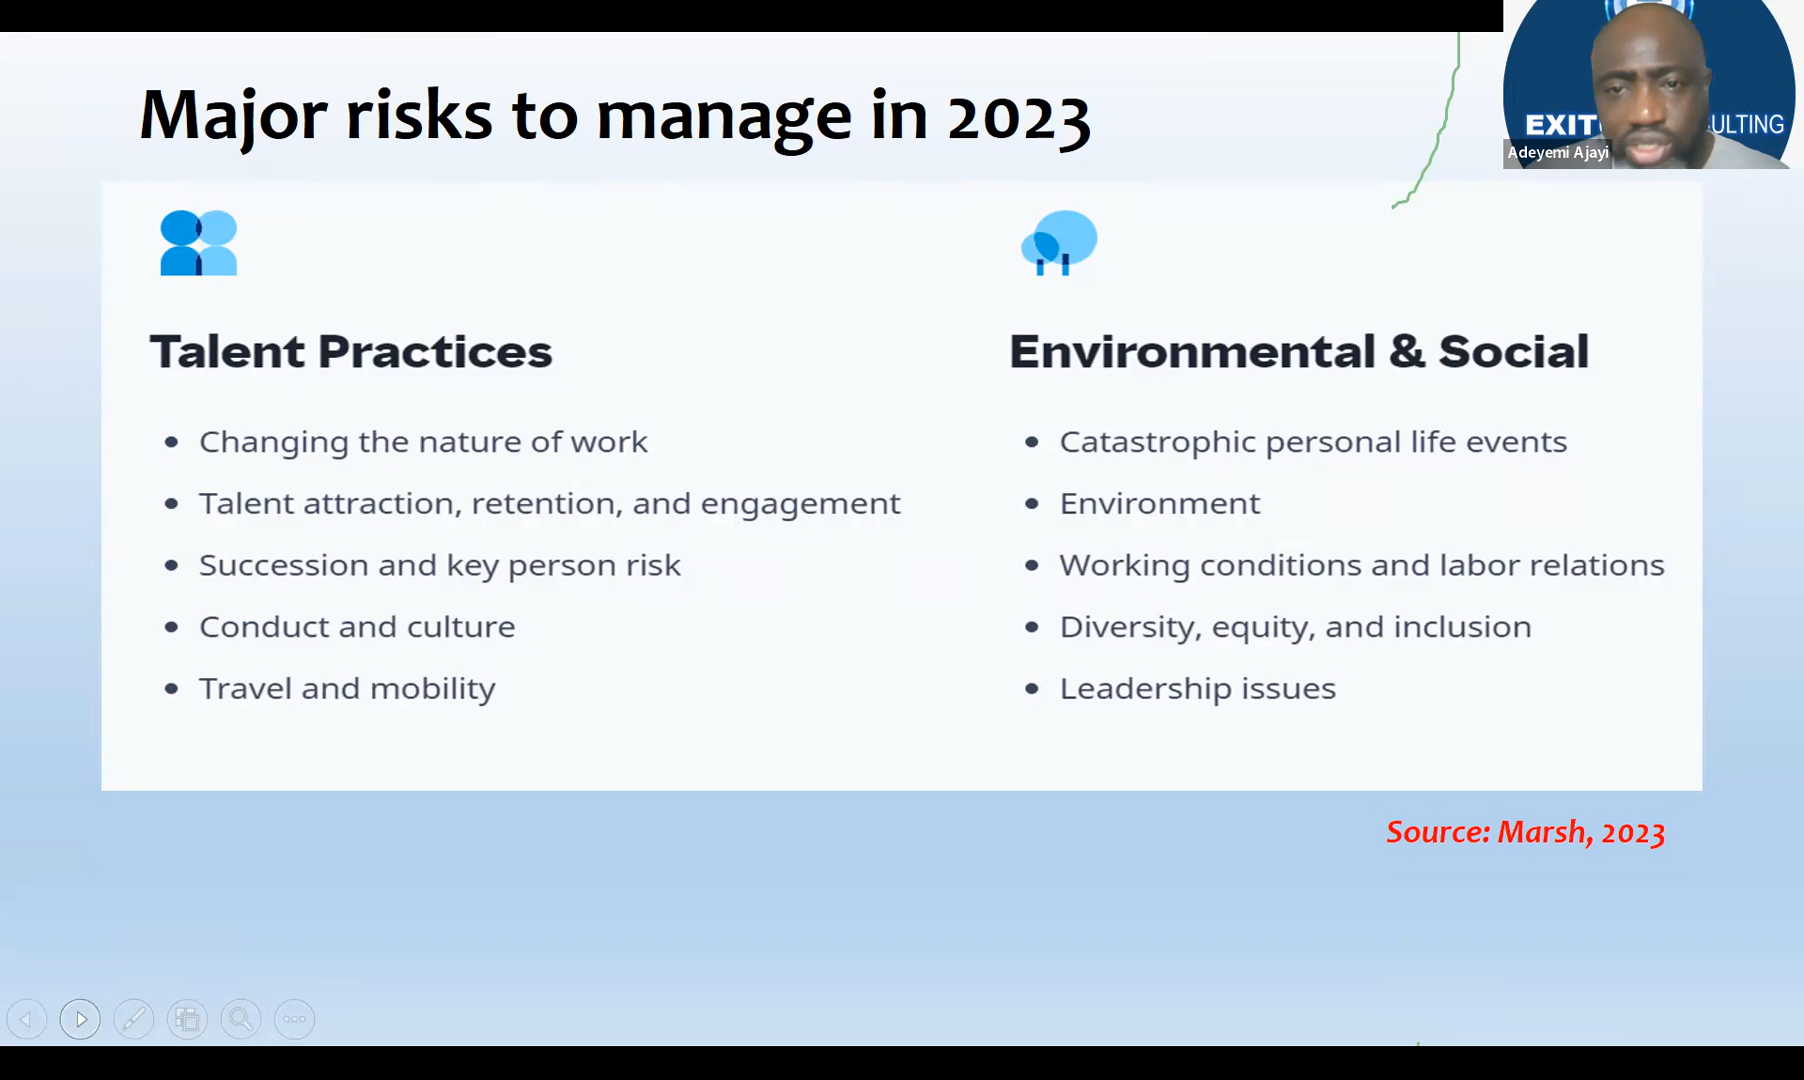 Major risks to manage in 2023
EXIT ULTING
Adeyemi Ajayi
Talent Practices
• Changing the nature of work
• Talent attraction, retention, and engagement
• Succession and key person risk
• Conduct and culture
• Travel and mobility
Environmental & Social
• Catastrophic personal life events
• Environment
• Working conditions and labor relations
• Diversity, equity, and inclusion
• Leadership issues
Source: Marsh, 2023